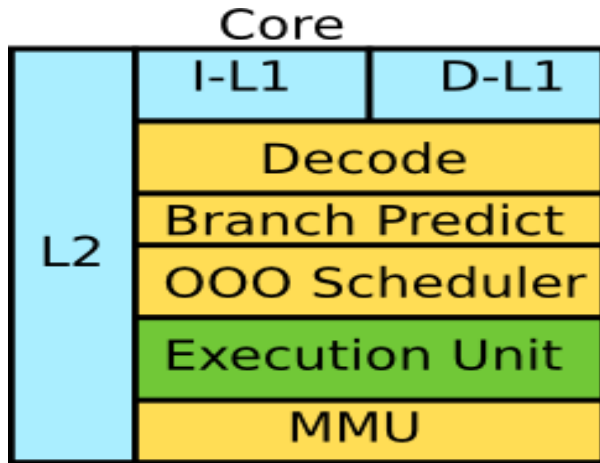 Core
I-L1
D-L1
L2
Decode
Branch Predict
OOO Scheduler
Execution Unit
MMU